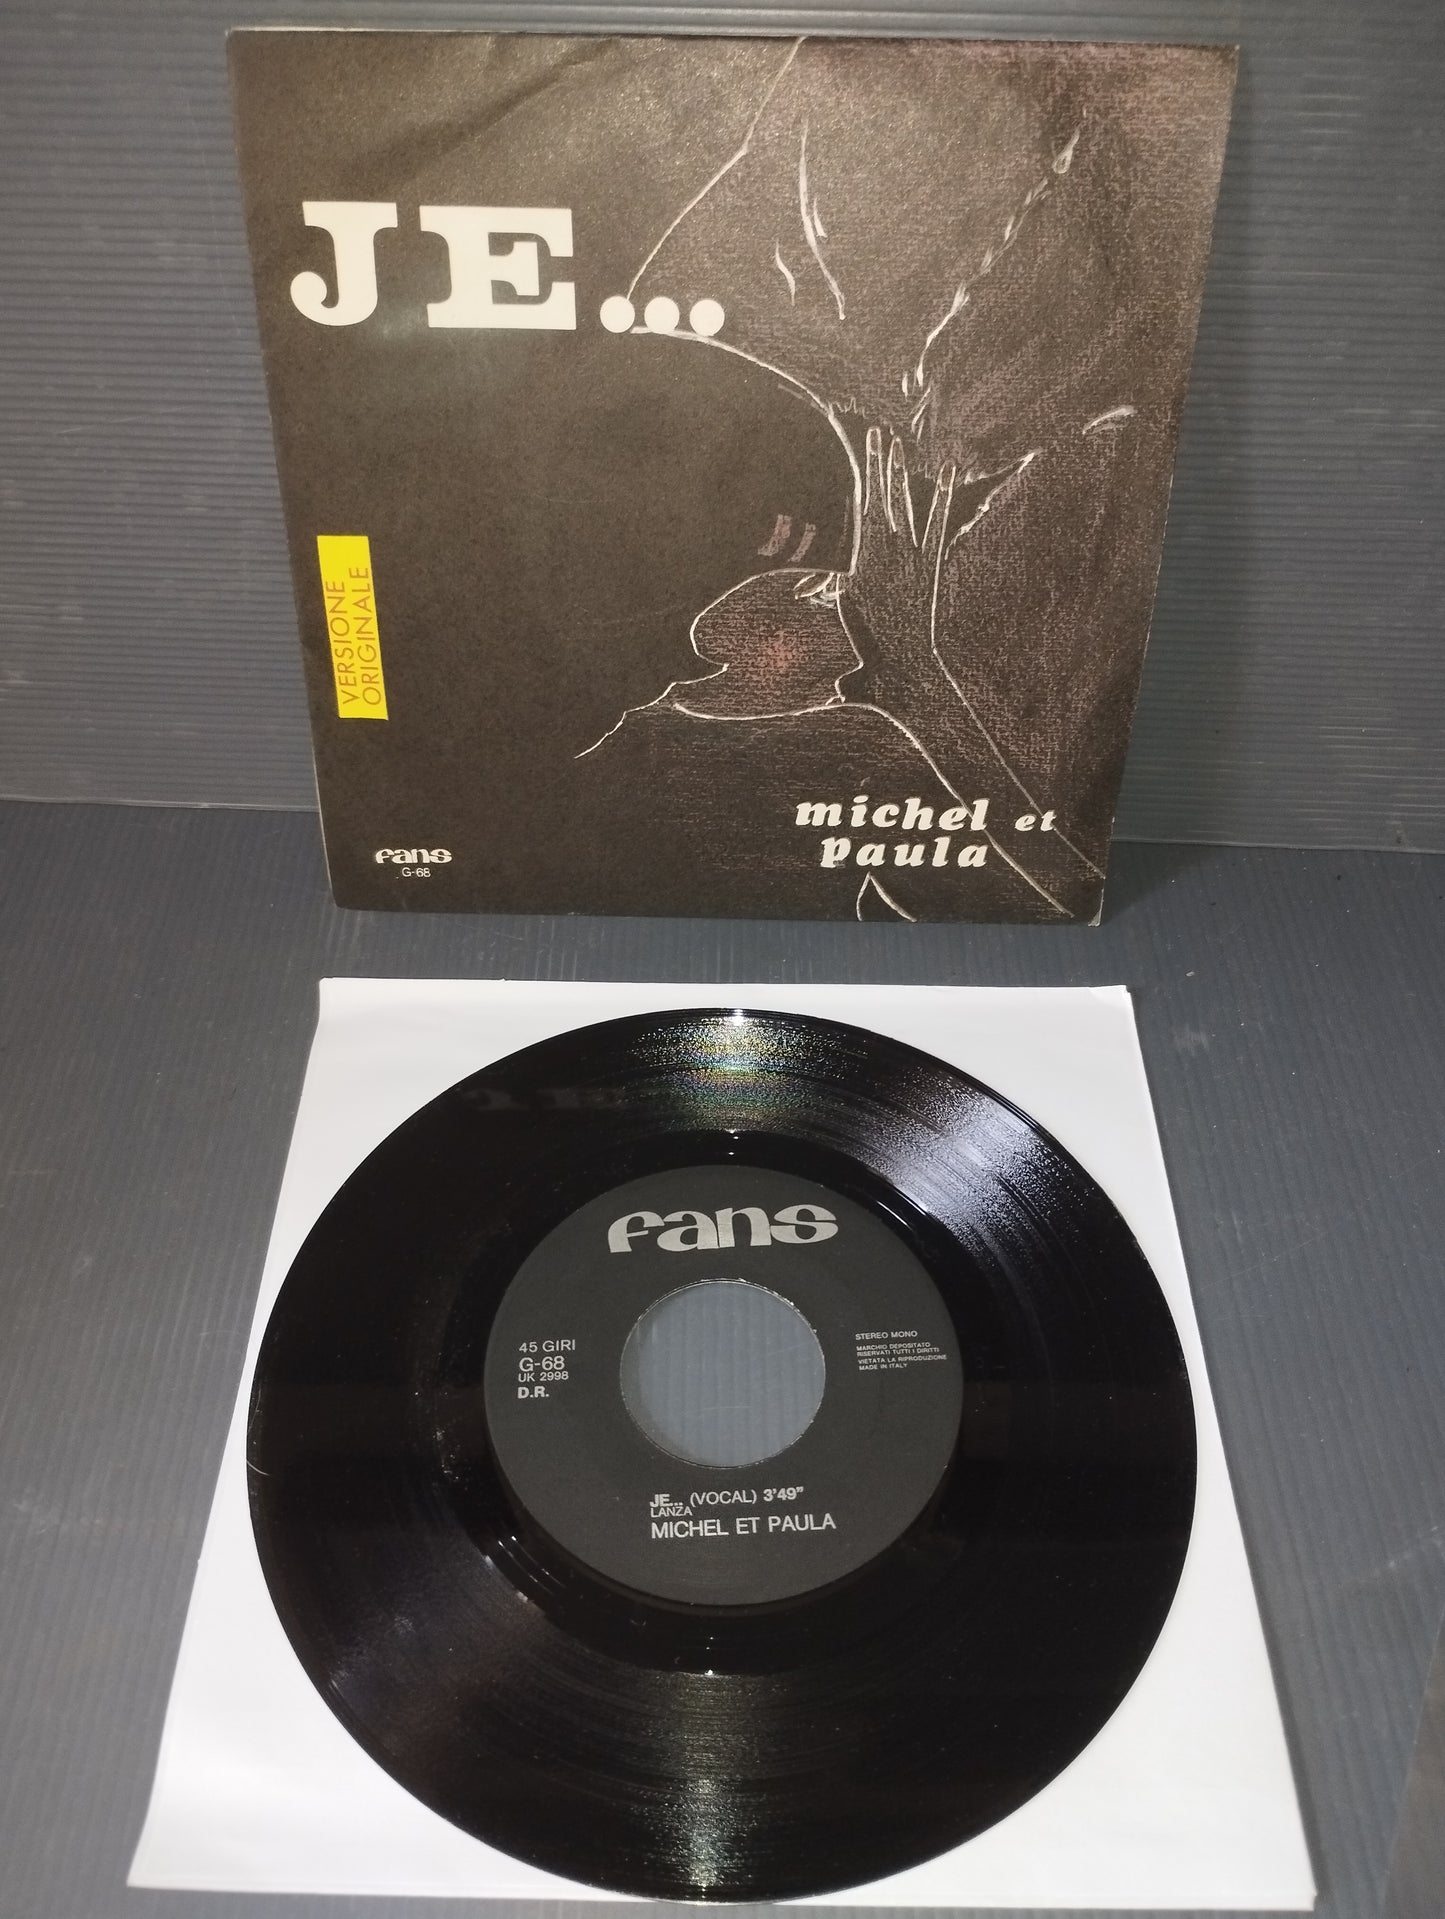 JE...
VERSIONE
ORIGINALE
michel et
paula
fans
G-68
fans
45 GIRI
G-68
UK 2998
D.R.
STEREO MONO
MARCHIO DEPOSITATO
RISERVATI TUTTI I DIRITTI
VIETATA LA RIPRODUZIONE
MADE IN ITALY
JE... (VOCAL) 3'49"
LANZA
MICHEL ET PAULA